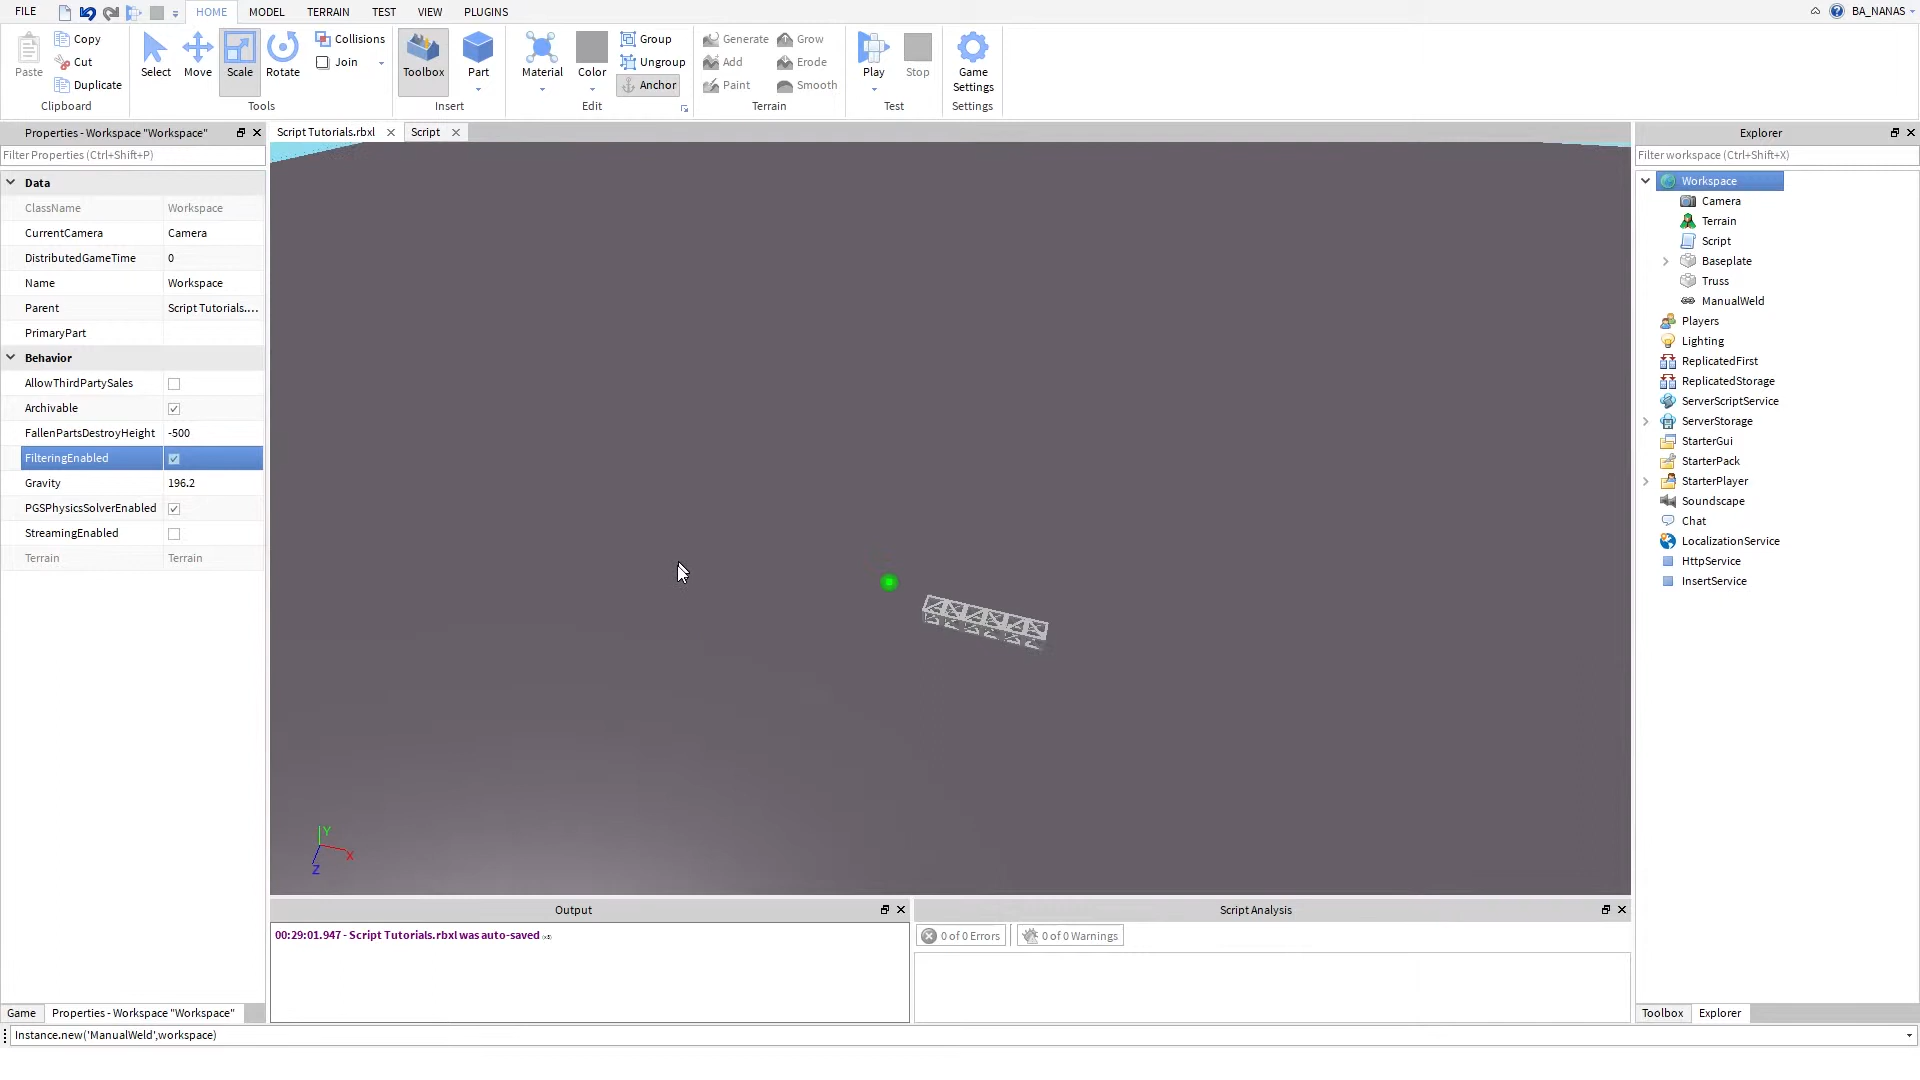 FILE HOME MODEL TERRAIN TEST VIEW PLUGINS BA_NANAS
Paste
Copy
Cut
Duplicate
Clipboard
Select Move Scale Rotate
Collisions
Join
Tools
Toolbox Part
Insert
Material Color
Group
Ungroup
Anchor
Edit
Generate Grow
Add Erode
Paint Smooth
Terrain
Play Stop
Test
Game
Settings
Settings
Properties - Workspace "Workspace"
Filter Properties (Ctrl+Shift+P)
Data
ClassName Workspace
CurrentCamera Camera
DistributedGameTime 0
Name Workspace
Parent Script Tutorials....
PrimaryPart
Behavior
AllowThirdPartySales
Archivable
FallenPartsDestroyHeight -500
FilteringEnabled
Gravity 196.2
PGSPhysicsSolverEnabled
StreamingEnabled
Terrain Terrain
Game Properties - Workspace "Workspace"
Script Tutorials.rbxl Script
Y
X
Z
Output
00:29:01.947 - Script Tutorials.rbxl was auto-saved
Script Analysis
0 of 0 Errors 0 of 0 Warnings
Explorer
Filter workspace (Ctrl+Shift+X)
Workspace
Camera
Terrain
Script
Baseplate
Truss
ManualWeld
Players
Lighting
ReplicatedFirst
ReplicatedStorage
ServerScriptService
ServerStorage
StarterGui
StarterPack
StarterPlayer
Soundscape
Chat
LocalizationService
HttpService
InsertService
Toolbox Explorer
Instance.new('ManualWeld',workspace)